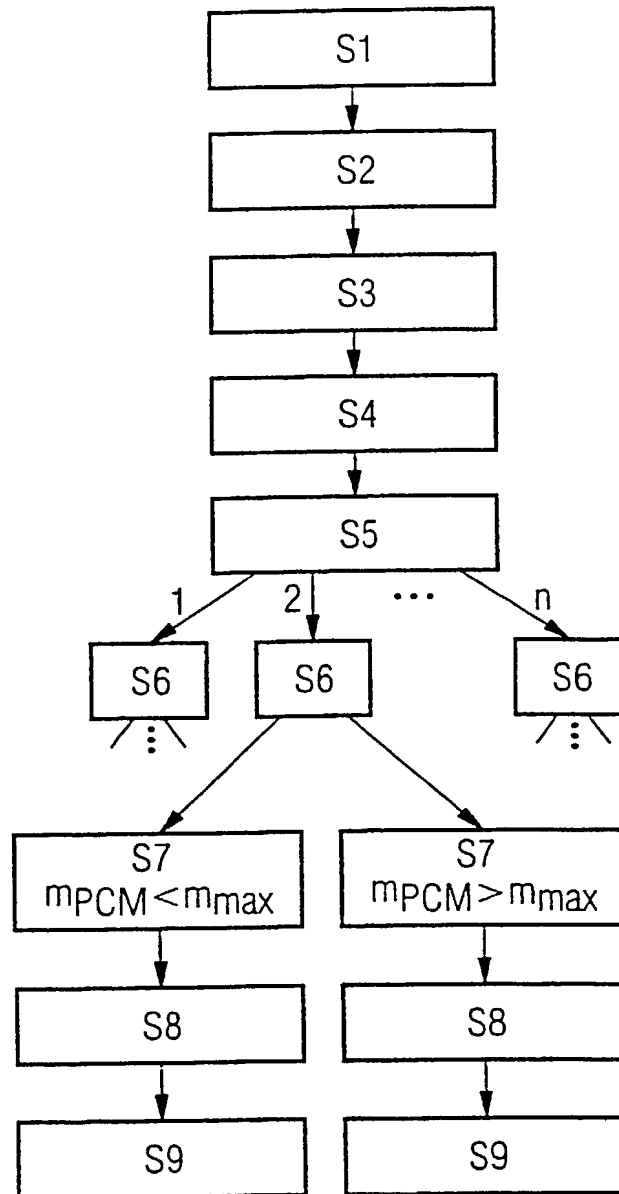 S1
S2
S3
S4
S5
1 2 ... n
S6 S6 S6
S7 S7
mPCM<mmax mPCM>mmax
S8 S8
S9 S9